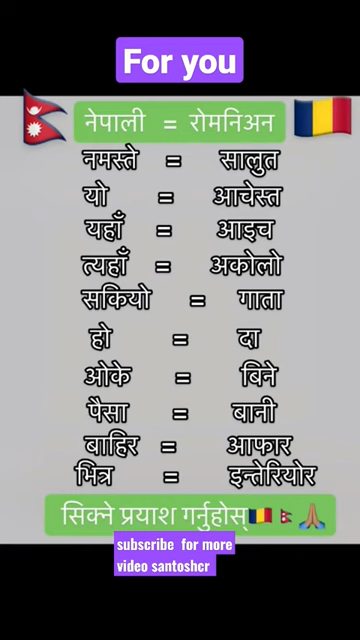 For you
नेपाली = रोमनिअन
नमस्ते = सालुत
यो = आचेस्त
यहाँ = आइच
त्यहाँ = अकोलो
सकियो = गाता
हो = दा
ओके = बिने
पैसा = बानी
बाहिर = आफार
भित्र = इन्तेरियोर
सिक्ने प्रयाश गर्नुहोस्🇷🇴🇳🇵🙏🏽
subscribe for more
video santoshcr